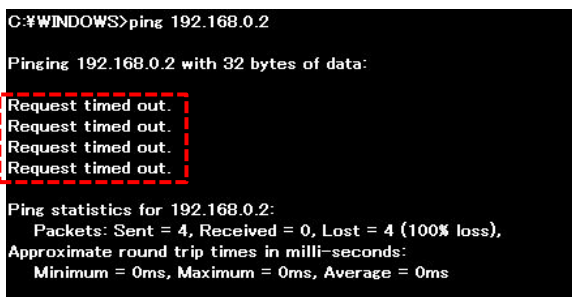 C:¥WINDOWS>ping 192.168.0.2
Pinging 192.168.0.2 with 32 bytes of data:
Request timed out.
Request timed out.
Request timed out.
Request timed out.
Ping statistics for 192.168.0.2:
Packets: Sent = 4, Received = 0, Lost = 4 (100% loss),
Approximate round trip times in milli-seconds:
Minimum = 0ms, Maximum = 0ms, Average = 0ms